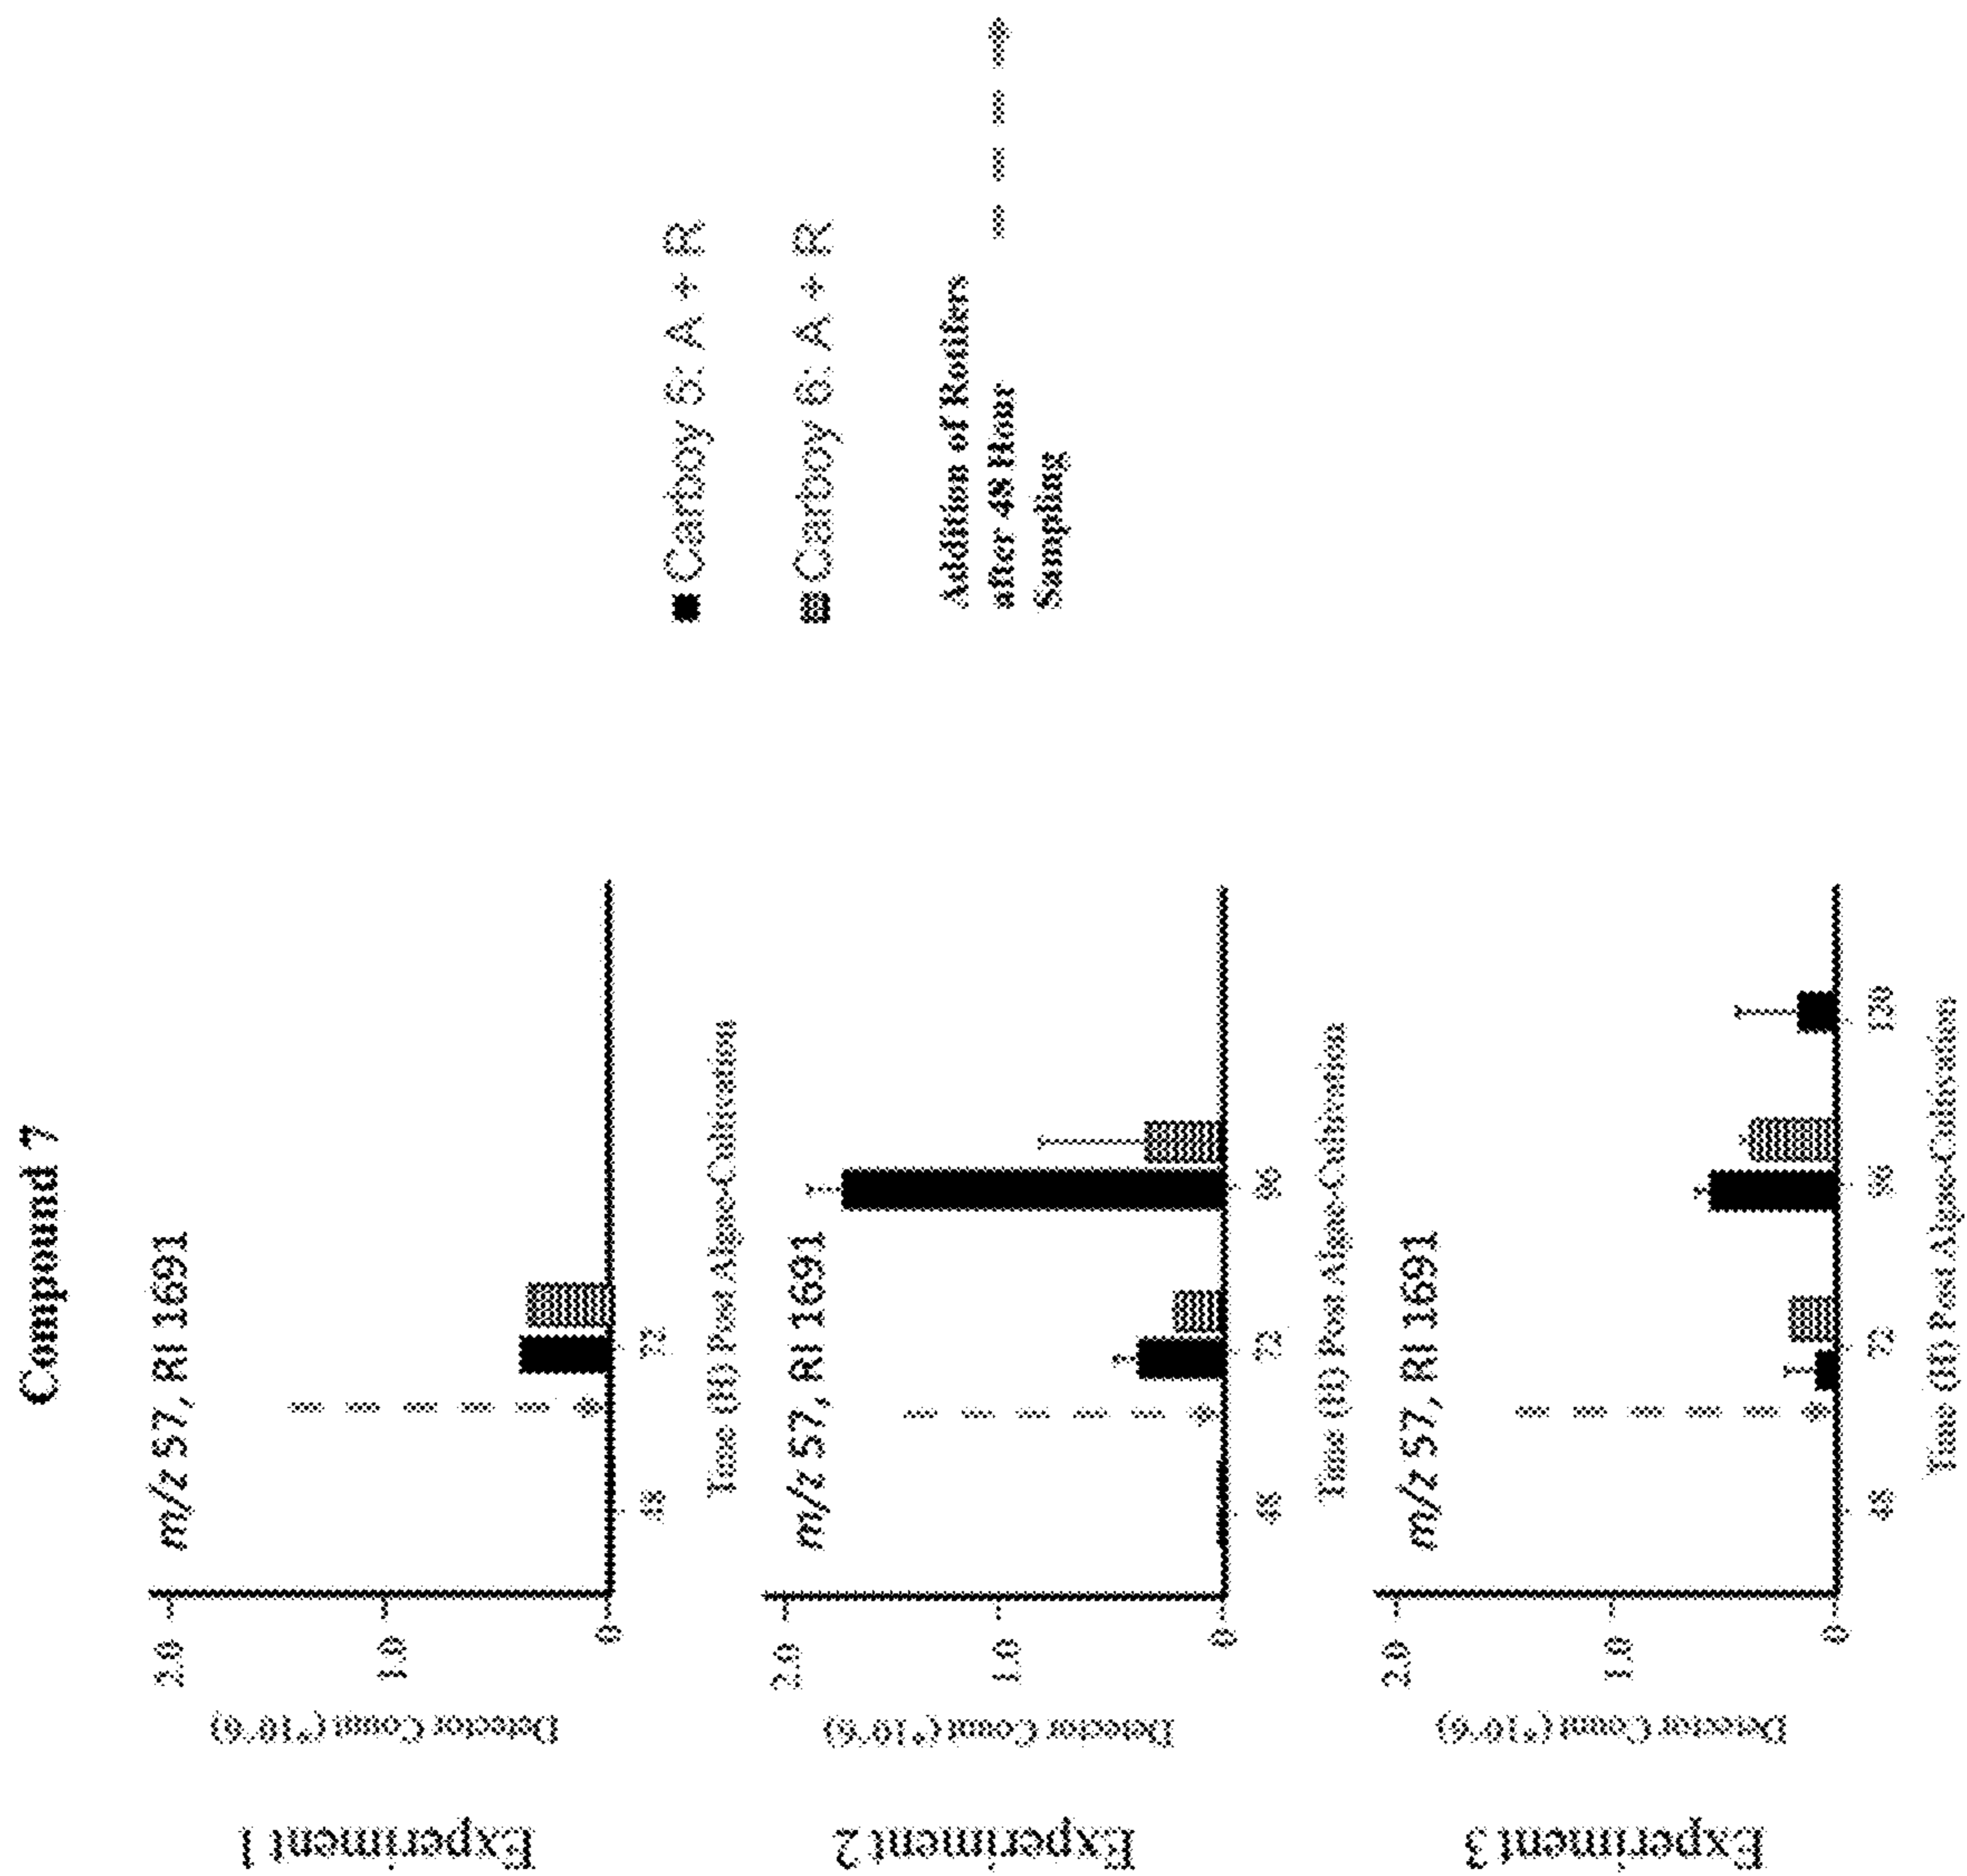 Compound 7
Experiment 1
Detector Count (*10^6)
2.0
1.0
0
m/z 57, RI 1691
48
72
Time (H) Post Algae-Cultivation
Experiment 2
Detector Count (*10^6)
2.0
1.0
0
m/z 57, RI 1691
48
72
96
Time (H) Post Algae-Cultivation
Experiment 3
Detector Count (*10^6)
2.0
1.0
0
m/z 57, RI 1691
48
72
96
120
Time (H) Post Algae-Cultivation
Carboy 5: A + R
Carboy 6: A + R
Addition of Rotifers
after 48 Hour
Sampling